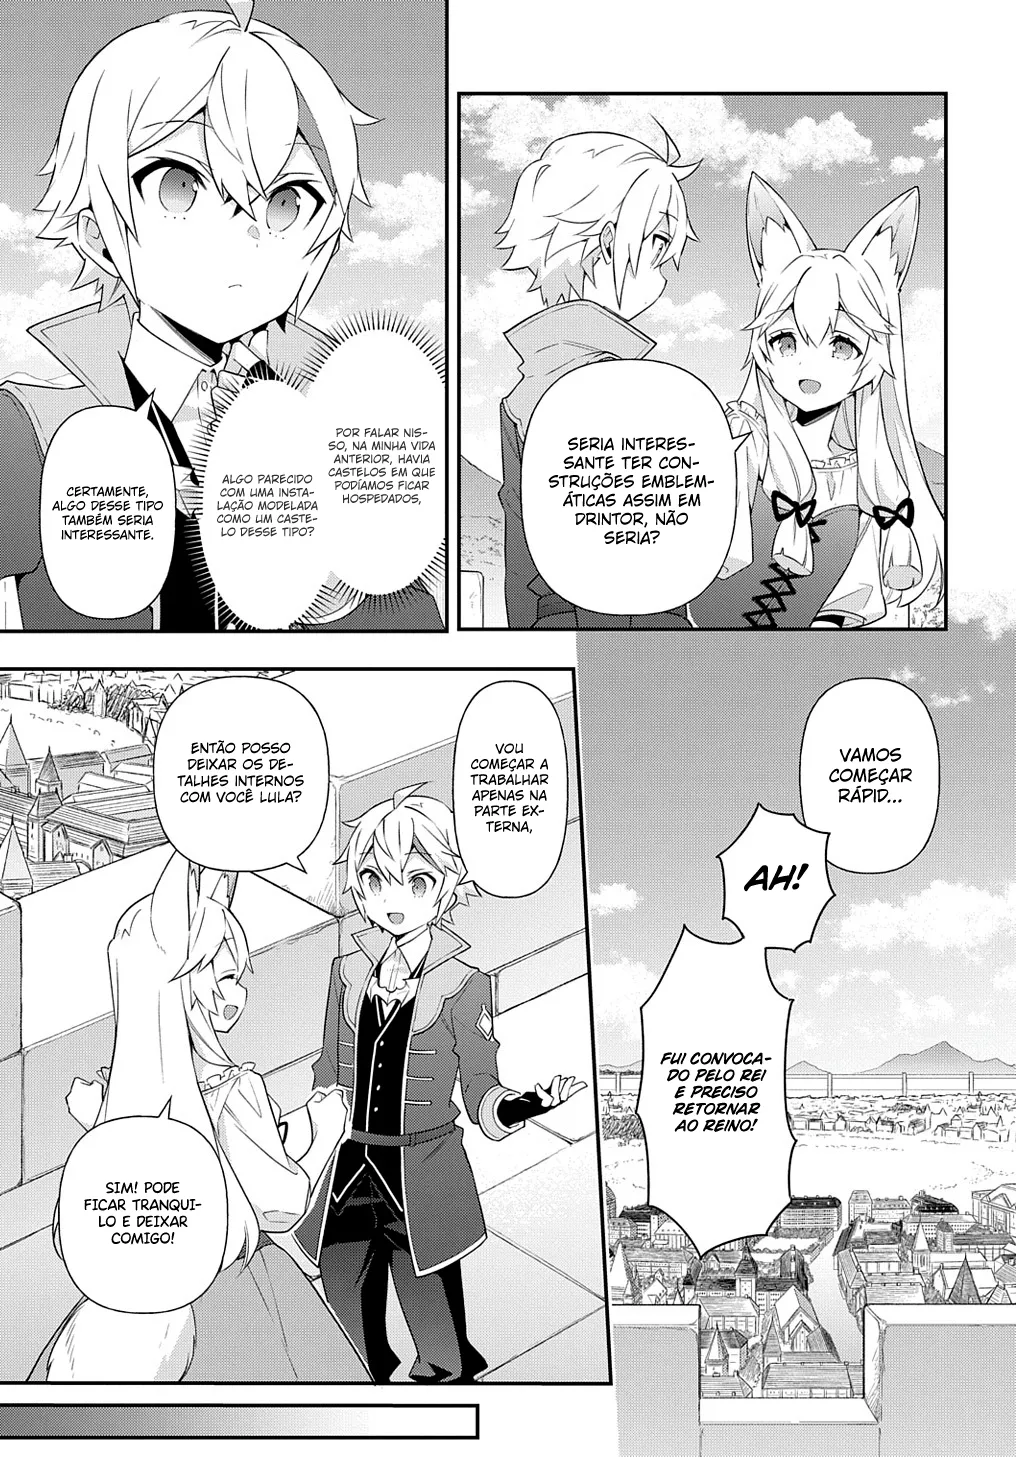 SERIA INTERES-
SANTE TER CON-
STRUÇÕES EMBLEM-
ÁTICAS ASSIM EM
DRINTOR, NÃO
SERIA?
POR FALAR NIS-
SO, NA MINHA VIDA
ANTERIOR, HAVIA
CASTELOS EM QUE
PODÍAMOS FICAR
HOSPEDADOS,
ALGO PARECIDO
COM UMA INSTA-
LAÇÃO MODELADA
COMO UM CASTE-
LO DESSE TIPO?
CERTAMENTE,
ALGO DESSE TIPO
TAMBÉM SERIA
INTERESSANTE.
VAMOS
COMEÇAR
RÁPID...
AH!
FUI CONVOCA-
DO PELO REI
E PRECISO
RETORNAR
AO REINO!
VOU
COMEÇAR A
TRABALHAR
APENAS NA
PARTE EX-
TERNA,
ENTÃO POSSO
DEIXAR OS DE-
TALHES INTERNOS
COM VOCÊ LULA?
SIM! PODE
FICAR TRANQUI-
LO E DEIXAR
COMIGO!